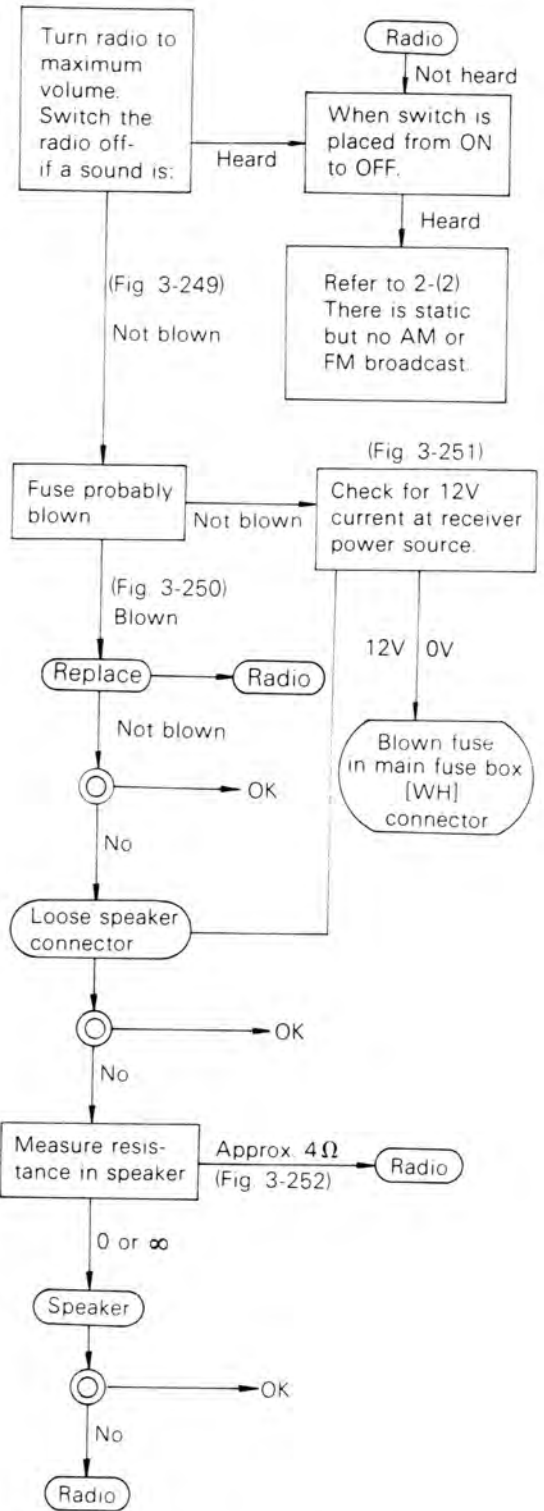 Turn radio to
maximum
volume.
Switch the
radio off-
if a sound is:
Heard
Radio
Not heard
When switch is
placed from ON
to OFF.
Heard
Refer to 2-(2)
There is static
but no AM or
FM broadcast.
(Fig 3-249)
Not blown
Fuse probably
blown
Not blown
(Fig. 3-251)
Check for 12V
current at receiver
power source.
(Fig. 3-250)
Blown
12V
0V
Replace
Radio
Blown fuse
in main fuse box
[WH]
connector
Not blown
OK
No
Loose speaker
connector
OK
No
Measure resis-
tance in speaker
Approx. 4Ω
(Fig. 3-252)
Radio
0 or ∞
Speaker
OK
No
Radio